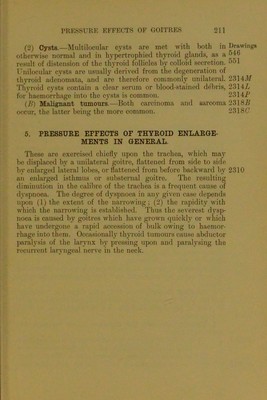 PRESSURE EFFECTS OF GOITRES 211
(2) Cysts.—Multilocular cysts are met with both in Drawings
otherwise normal and in hypertrophied thyroid glands, as a 546
result of distension of the thyroid follicles by colloid secretion. 551
Unilocular cysts are usually derived from the degeneration of
thyroid adenomata, and are therefore commonly unilateral. 2314M
Thyroid cysts contain a clear serum or blood-stained débris, 2314L
for haemorrhage into the cysts is common. 2314F
(B) Malignant tumours.—Both carcinoma and sarcoma 2318B
occur, the latter being the more common. 2318C
5. PRESSURE EFFECTS OF THYROID ENLARGE-
MENTS IN GENERAL
These are exercised chiefly upon the trachea, which may
be displaced by a unilateral goitre, flattened from side to side
by enlarged lateral lobes, or flattened from before backward by 2310
an enlarged isthmus or substernal goitre. The resulting
diminution in the calibre of the trachea is a frequent cause of
dyspnoea. The degree of dyspnoea in any given case depends
upon (1) the extent of the narrowing; (2) the rapidity with
which the narrowing is established. Thus the severest dysp-
noea is caused by goitres which have grown quickly or which
have undergone a rapid accession of bulk owing to haemor-
rhage into them. Occasionally thyroid tumours cause abductor
paralysis of the larynx by pressing upon and paralysing the
recurrent laryngeal nerve in the neck.